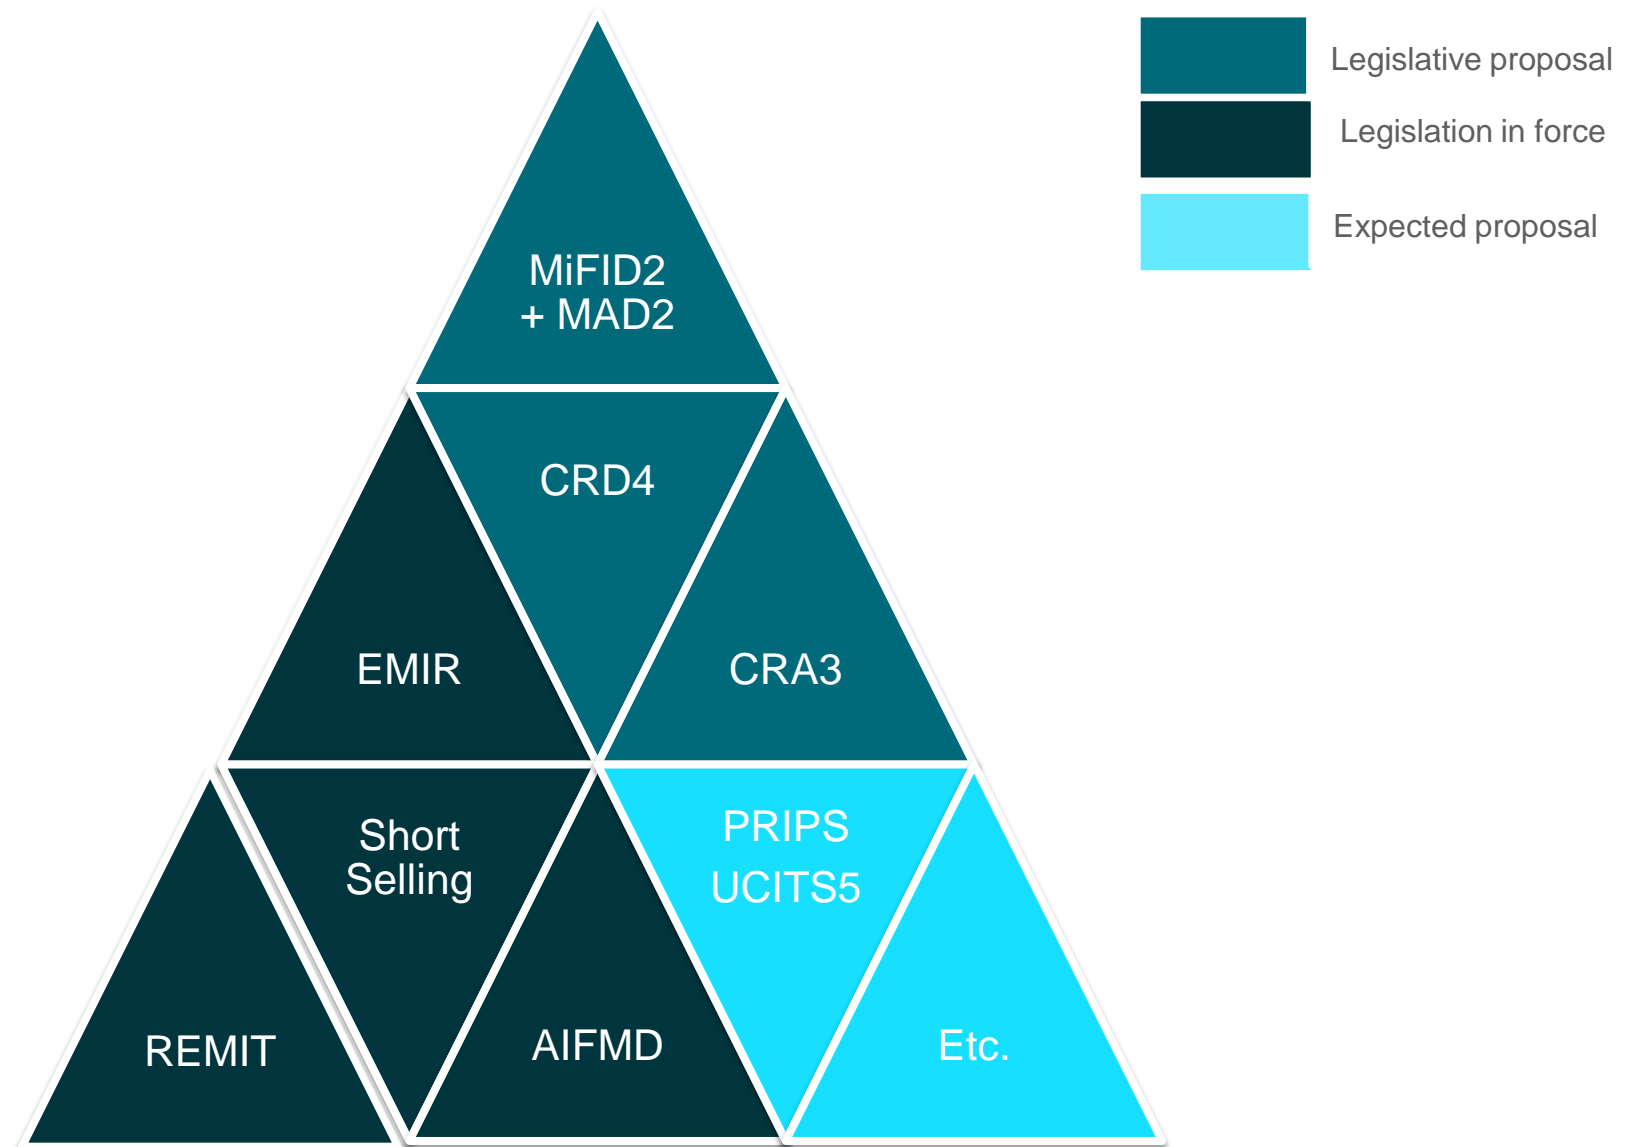 Legislative proposal
Legislation in force
Expected proposal
MiFID2
+ MAD2
CRD4
EMIR
CRA3
Short
Selling
PRIPS
UCITS5
REMIT
AIFMD
Etc.